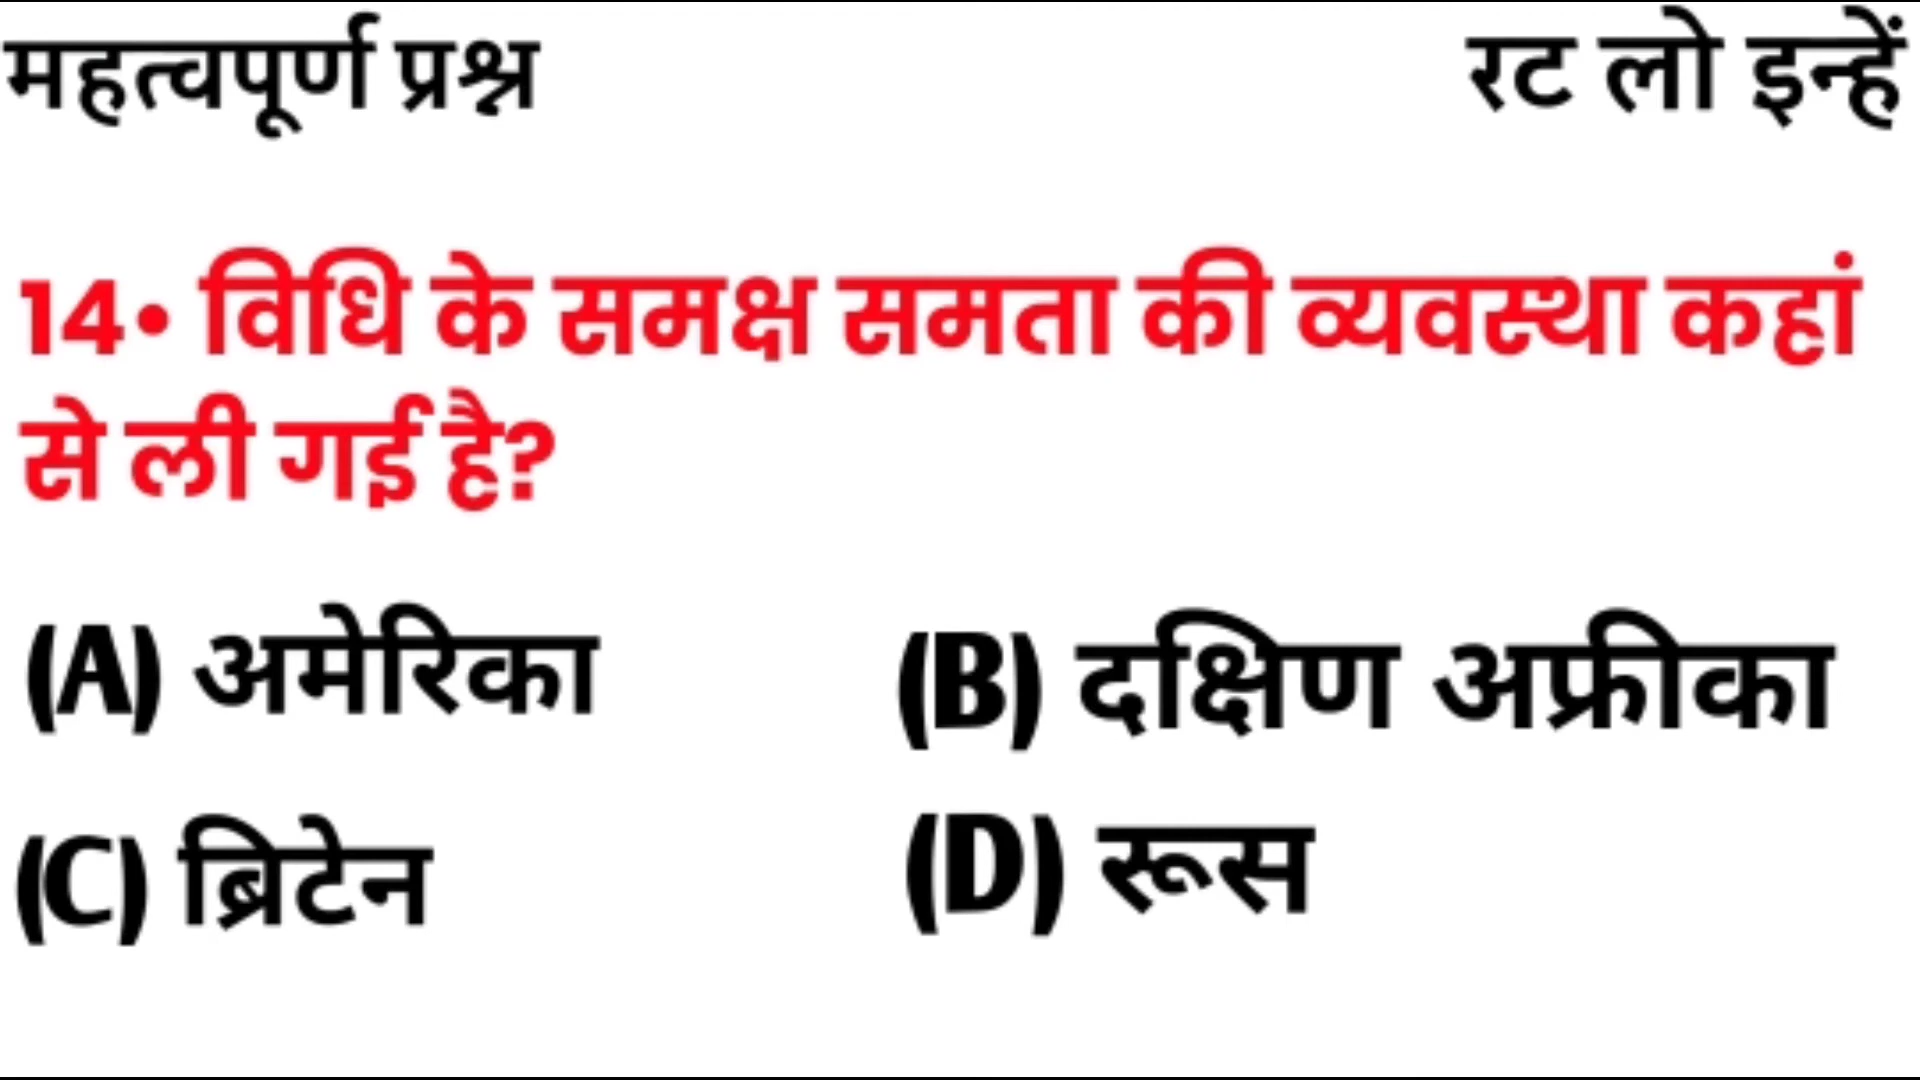 महत्वपूर्ण प्रश्न रट लो इन्हें
14• विधि के समक्ष समता की व्यवस्था कहां
से ली गई है?
(A) अमेरिका (B) दक्षिण अफ्रीका
(C) ब्रिटेन (D) रूस